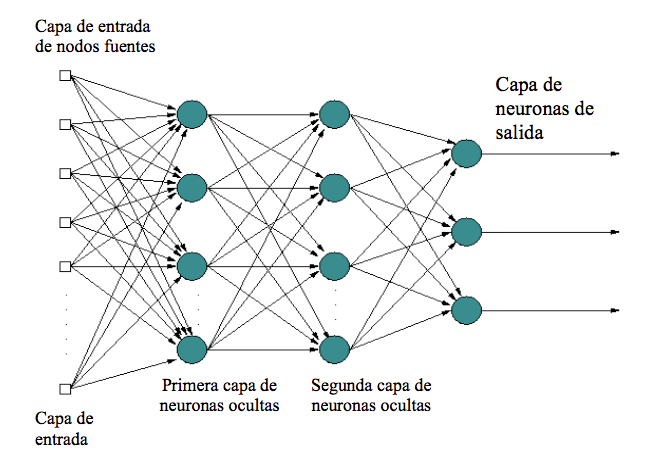 Capa de entrada
de nodos fuentes
Capa de
neuronas de
salida
Primera capa de
neuronas ocultas
Segunda capa de
neuronas ocultas
Capa de
entrada